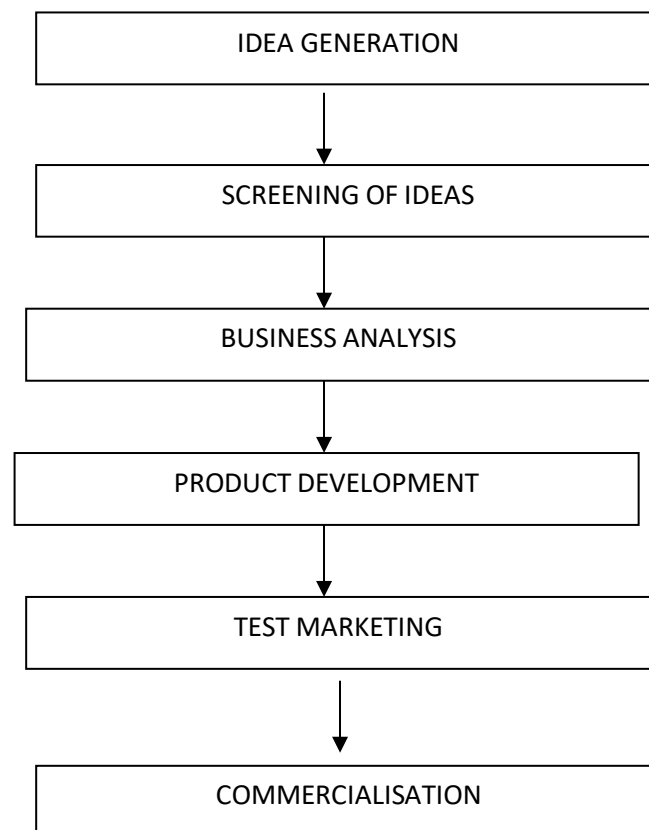 IDEA GENERATION
SCREENING OF IDEAS
BUSINESS ANALYSIS
PRODUCT DEVELOPMENT
TEST MARKETING
COMMERCIALISATION